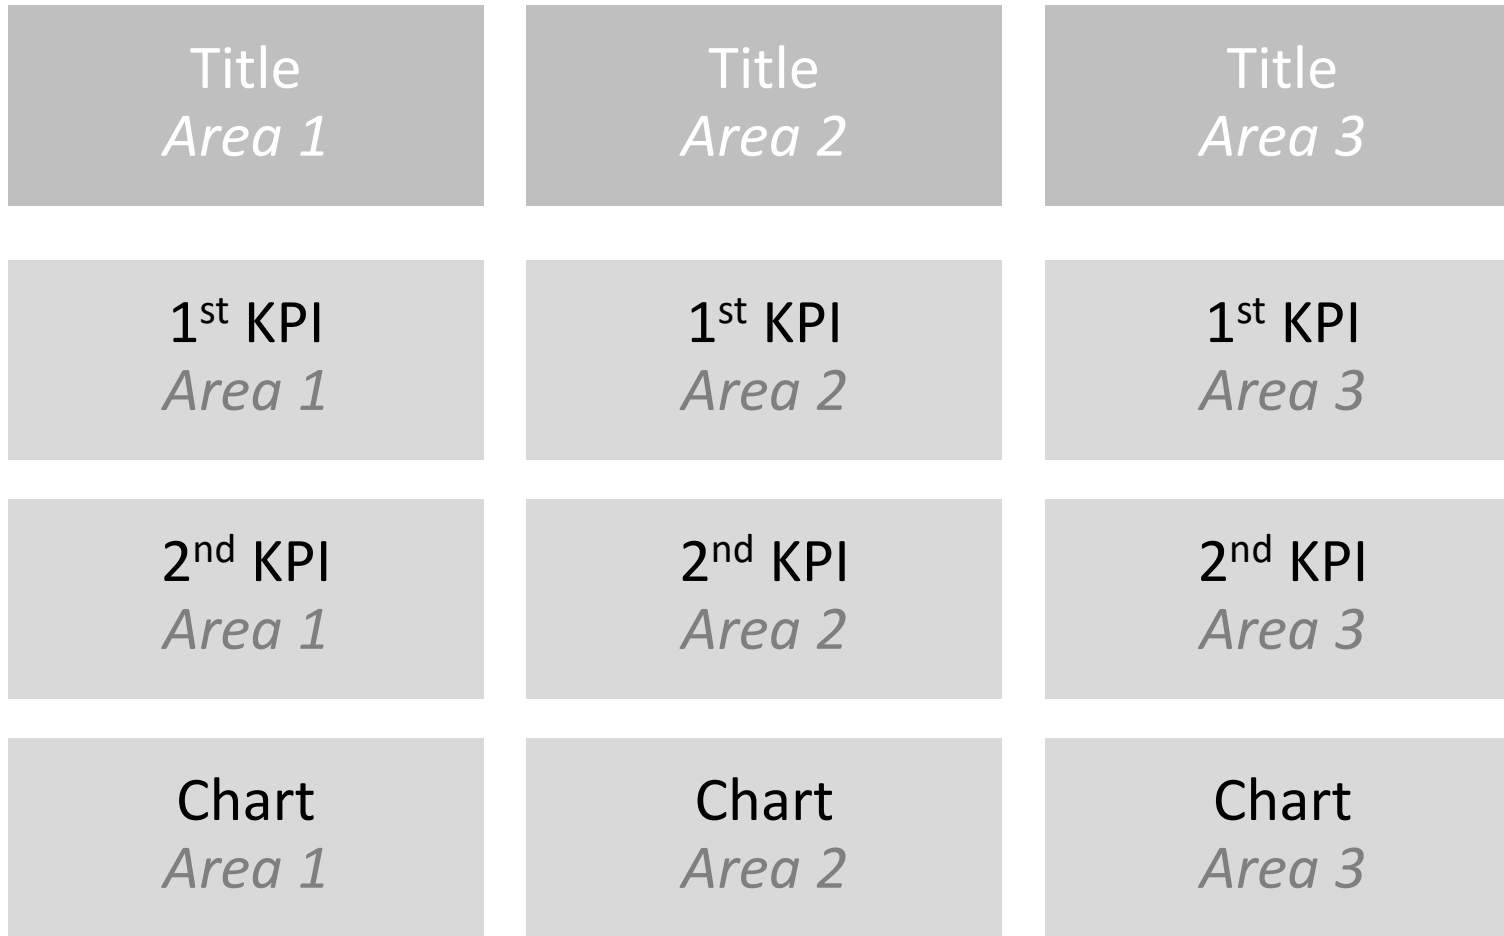 Title Title Title
Area 1 Area 2 Area 3
1st KPI 1st KPI 1st KPI
Area 1 Area 2 Area 3
2nd KPI 2nd KPI 2nd KPI
Area 1 Area 2 Area 3
Chart Chart Chart
Area 1 Area 2 Area 3